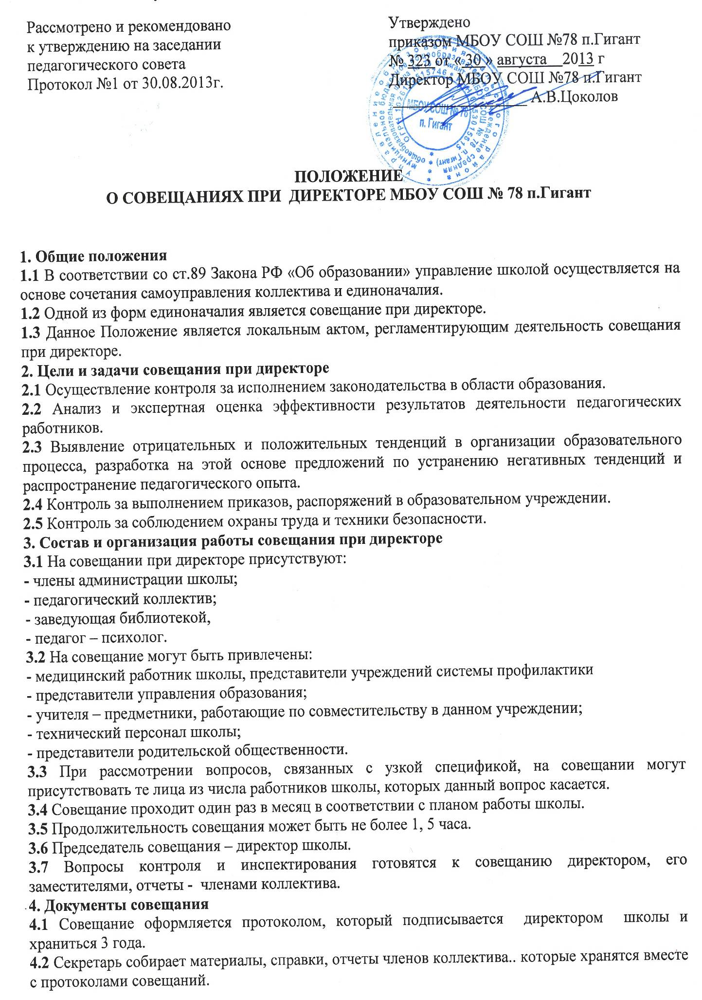 Рассмотрено и рекомендовано
к утверждению на заседании
педагогического совета
Протокол №1 от 30.08.2013г.
Утверждено
приказом МБОУ СОШ №78 п.Гигант
№ 323 от « 30 » августа 2013 г
Директор МБОУ СОШ №78 п.Гигант
А.В.Цоколов
МБОУ СОШ № 78
п. Гигант
ПОЛОЖЕНИЕ
О СОВЕЩАНИЯХ ПРИ ДИРЕКТОРЕ МБОУ СОШ № 78 п.Гигант
1. Общие положения
1.1 В соответствии со ст.89 Закона РФ «Об образовании» управление школой осуществляется на
основе сочетания самоуправления коллектива и единоначалия.
1.2 Одной из форм единоначалия является совещание при директоре.
1.3 Данное Положение является локальным актом, регламентирующим деятельность совещания
при директоре.
2. Цели и задачи совещания при директоре
2.1 Осуществление контроля за исполнением законодательства в области образования.
2.2 Анализ и экспертная оценка эффективности результатов деятельности педагогических
работников.
2.3 Выявление отрицательных и положительных тенденций в организации образовательного
процесса, разработка на этой основе предложений по устранению негативных тенденций и
распространение педагогического опыта.
2.4 Контроль за выполнением приказов, распоряжений в образовательном учреждении.
2.5 Контроль за соблюдением охраны труда и техники безопасности.
3. Состав и организация работы совещания при директоре
3.1 На совещании при директоре присутствуют:
- члены администрации школы;
- педагогический коллектив;
- заведующая библиотекой,
- педагог – психолог.
3.2 На совещание могут быть привлечены:
- медицинский работник школы, представители учреждений системы профилактики
- представители управления образования;
- учителя – предметники, работающие по совместительству в данном учреждении;
- технический персонал школы;
- представители родительской общественности.
3.3 При рассмотрении вопросов, связанных с узкой спецификой, на совещании могут
присутствовать те лица из числа работников школы, которых данный вопрос касается.
3.4 Совещание проходит один раз в месяц в соответствии с планом работы школы.
3.5 Продолжительность совещания может быть не более 1, 5 часа.
3.6 Председатель совещания – директор школы.
3.7 Вопросы контроля и инспектирования готовятся к совещанию директором, его
заместителями, отчеты - членами коллектива.
4. Документы совещания
4.1 Совещание оформляется протоколом, который подписывается директором школы и
храниться 3 года.
4.2 Секретарь собирает материалы, справки, отчеты членов коллектива.. которые хранятся вместе
с протоколами совещаний.